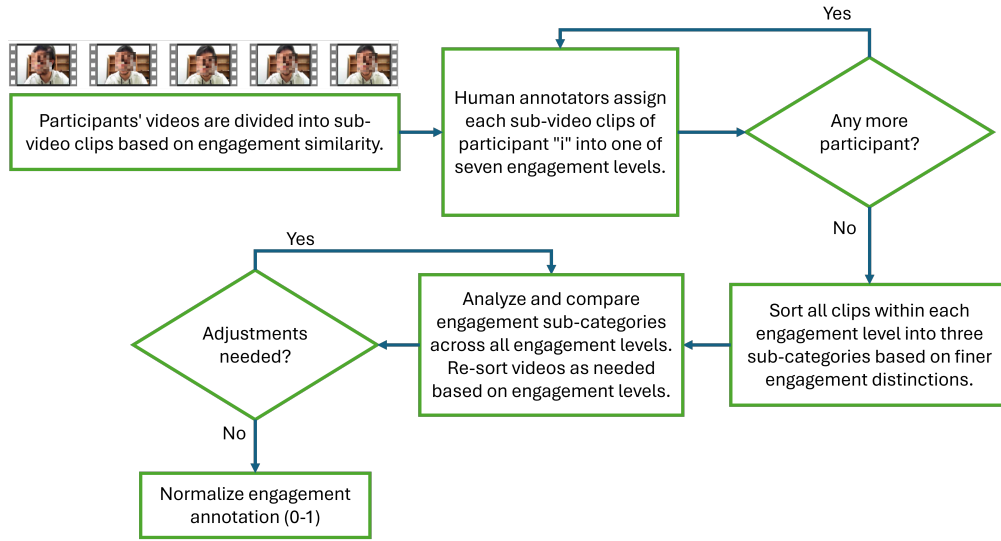 Yes
Participants' videos are divided into sub-
video clips based on engagement similarity.
Human annotators assign
each sub-video clips of
participant "i" into one of
seven engagement levels.
Any more
participant?
No
Yes
Adjustments
needed?
Analyze and compare
engagement sub-categories
across all engagement levels.
Re-sort videos as needed
based on engagement levels.
Sort all clips within each
engagement level into three
sub-categories based on finer
engagement distinctions.
No
Normalize engagement
annotation (0-1)